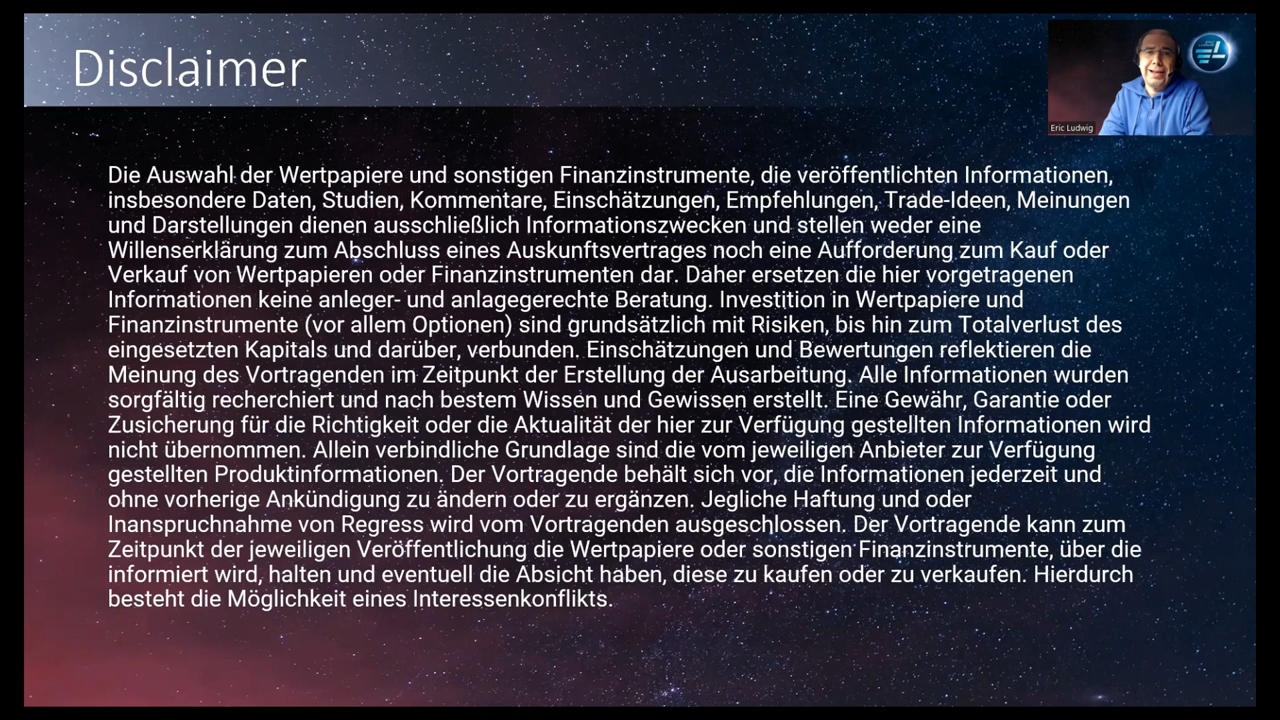 Disclaimer
Eric Ludwig
Die Auswahl der Wertpapiere und sonstigen Finanzinstrumente, die veröffentlichten Informationen,
insbesondere Daten, Studien, Kommentare, Einschätzungen, Empfehlungen, Trade-Ideen, Meinungen
und Darstellungen dienen ausschließlich Informationszwecken und stellen weder eine
Willenserklärung zum Abschluss eines Auskunftsvertrages noch eine Aufforderung zum Kauf oder
Verkauf von Wertpapieren oder Finanzinstrumenten dar. Daher ersetzen die hier vorgetragenen
Informationen keine anleger- und anlagegerechte Beratung. Investition in Wertpapiere und
Finanzinstrumente (vor allem Optionen) sind grundsätzlich mit Risiken, bis hin zum Totalverlust des
eingesetzten Kapitals und darüber, verbunden. Einschätzungen und Bewertungen reflektieren die
Meinung des Vortragenden im Zeitpunkt der Erstellung der Ausarbeitung. Alle Informationen wurden
sorgfältig recherchiert und nach bestem Wissen und Gewissen erstellt. Eine Gewähr, Garantie oder
Zusicherung für die Richtigkeit oder die Aktualität der hier zur Verfügung gestellten Informationen wird
nicht übernommen. Allein verbindliche Grundlage sind die vom jeweiligen Anbieter zur Verfügung
gestellten Produktinformationen. Der Vortragende behält sich vor, die Informationen jederzeit und
ohne vorherige Ankündigung zu ändern oder zu ergänzen. Jegliche Haftung und oder
Inanspruchnahme von Regress wird vom Vortragenden ausgeschlossen. Der Vortragende kann zum
Zeitpunkt der jeweiligen Veröffentlichung die Wertpapiere oder sonstigen Finanzinstrumente, über die
informiert wird, halten und eventuell die Absicht haben, diese zu kaufen oder zu verkaufen. Hierdurch
besteht die Möglichkeit eines Interessenkonflikts.